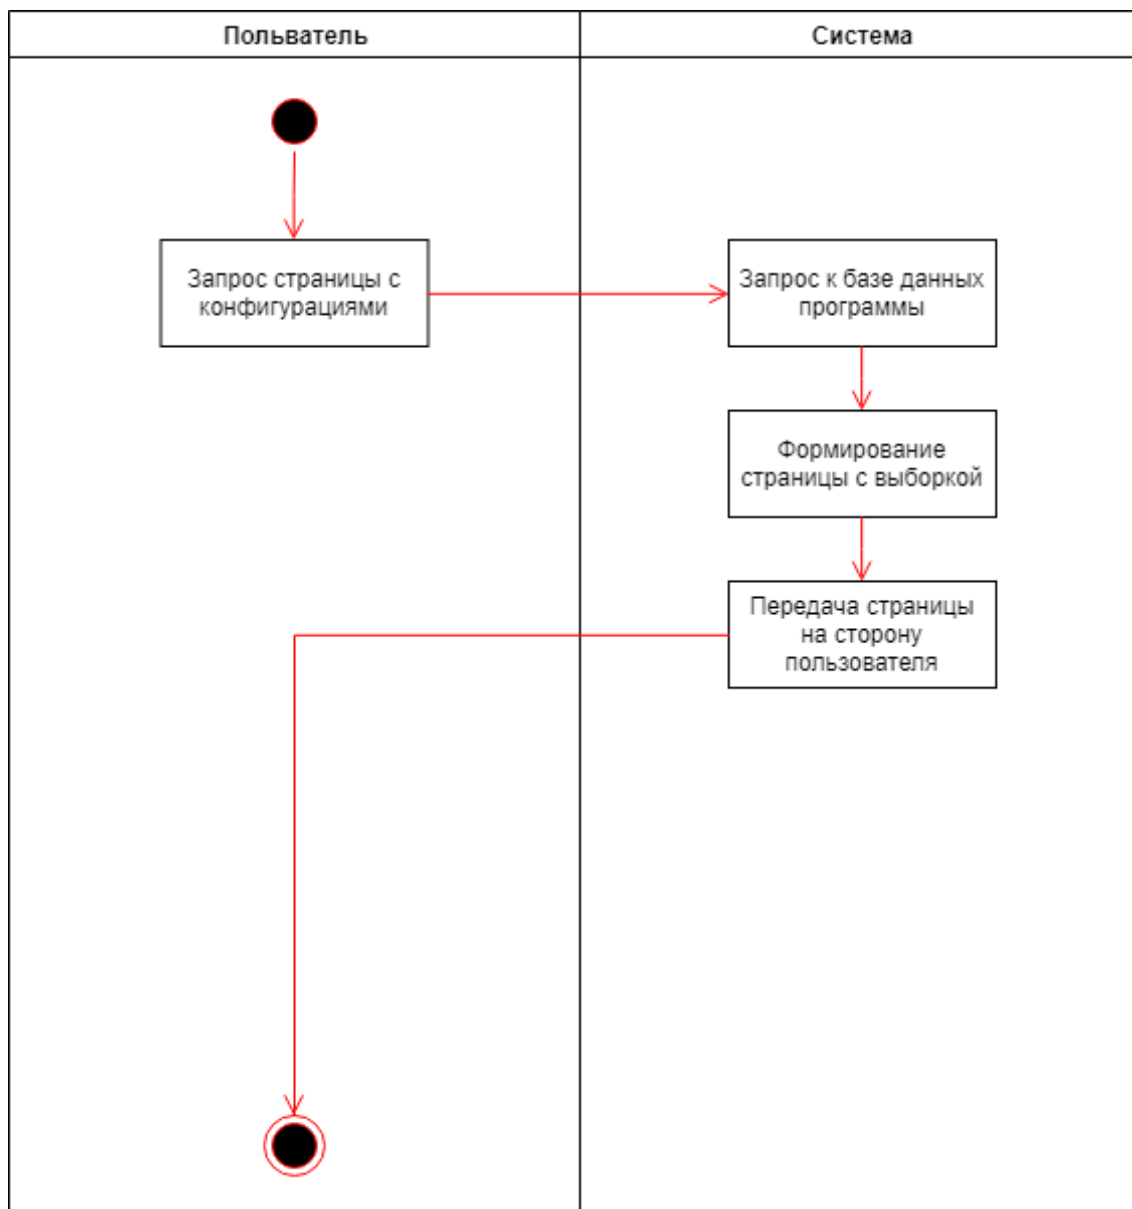 Польватель
Система
Запрос страницы с
конфигурациями
Запрос к базе данных
программы
Формирование
страницы с выборкой
Передача страницы
на сторону
пользователя